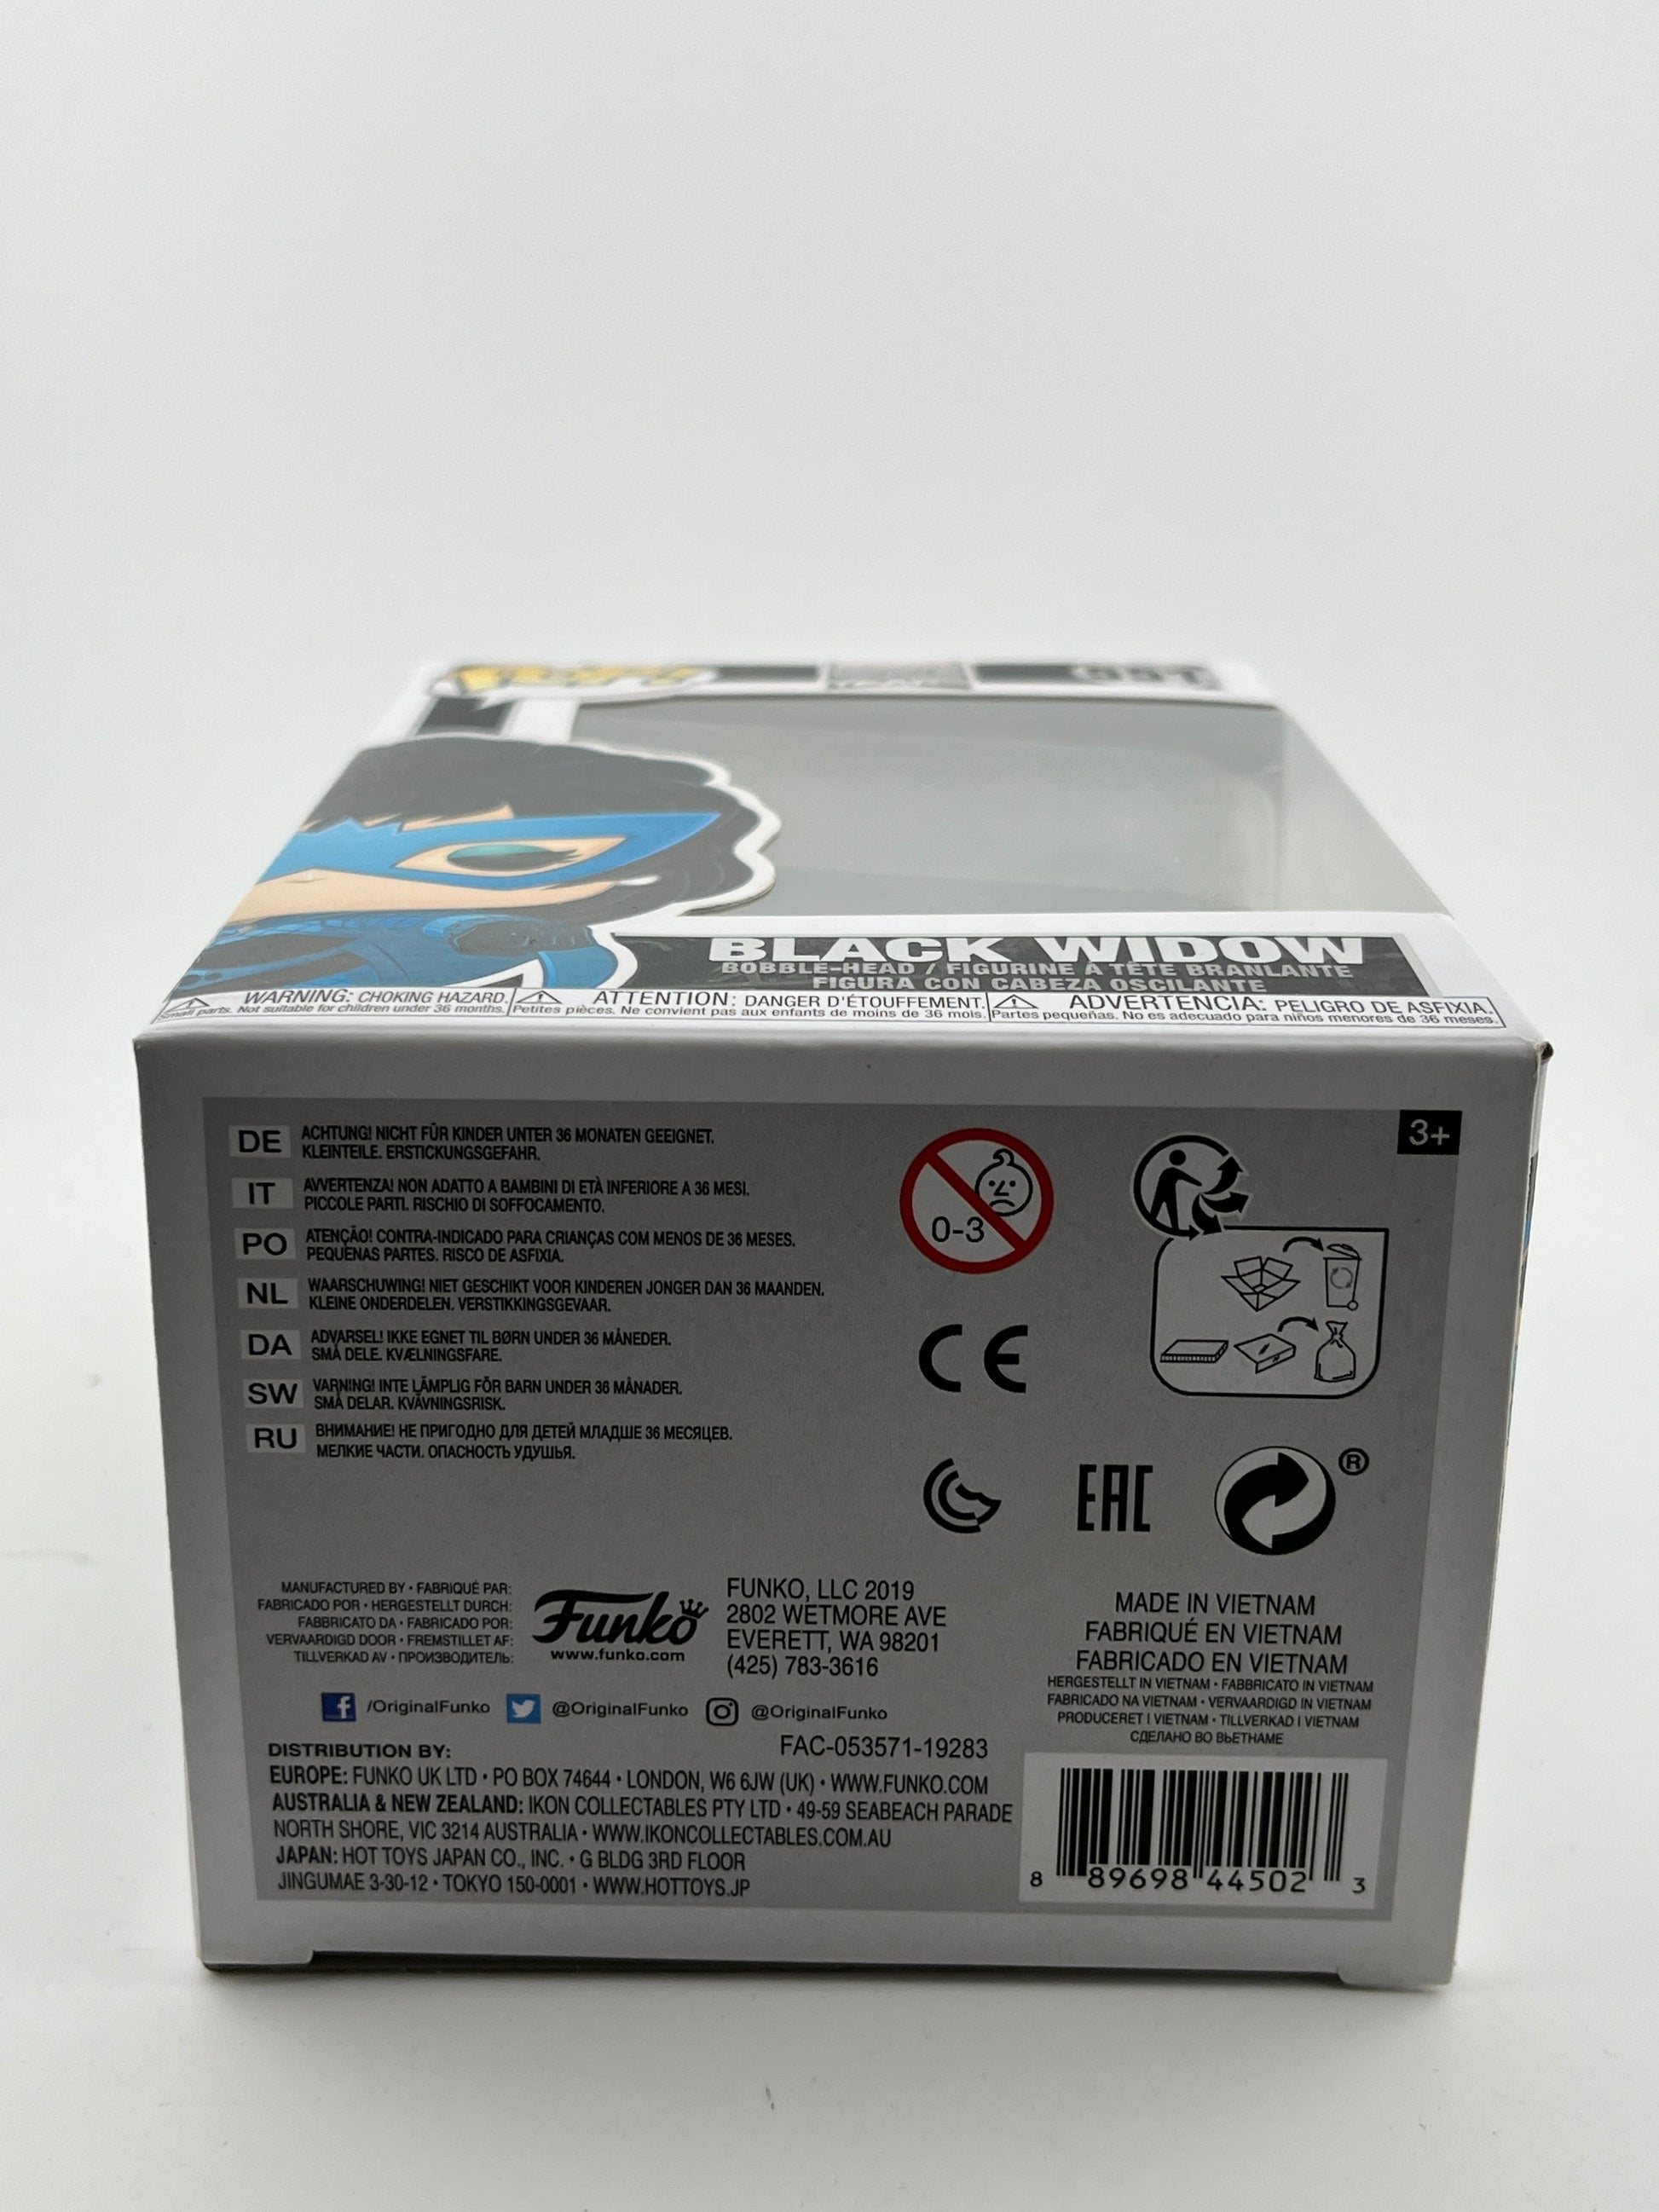 BLACK WIDOW
BOBBLE-HEAD / FIGURINE À TÊTE BRANLANTE
FIGURA CON CABEZA OSCILANTE
WARNING: CHOKING HAZARD.
Small parts. Not suitable for children under 36 months.
ATTENTION: DANGER D'ÉTOUFFEMENT.
Petites pièces. Ne convient pas aux enfants de moins de 36 mois.
ADVERTENCIA: PELIGRO DE ASFIXIA.
Partes pequeñas. No es adecuado para niños menores de 36 meses.
3+
DE ACHTUNG! NICHT FÜR KINDER UNTER 36 MONATEN GEEIGNET.
KLEINTEILE. ERSTICKUNGSGEFAHR.
IT AVVERTENZA! NON ADATTO A BAMBINI DI ETÀ INFERIORE A 36 MESI.
PICCOLE PARTI. RISCHIO DI SOFFOCAMENTO.
PO ATENÇÃO! CONTRA-INDICADO PARA CRIANÇAS COM MENOS DE 36 MESES.
PEQUENAS PARTES. RISCO DE ASFIXIA.
NL WAARSCHUWING! NIET GESCHIKT VOOR KINDEREN JONGER DAN 36 MAANDEN.
KLEINE ONDERDELEN. VERSTIKKINGSGEVAAR.
DA ADVARSEL! IKKE EGNET TIL BØRN UNDER 36 MÅNEDER.
SMÅ DELE. KVÆLNINGSFARE.
SW VARNING! INTE LÄMPLIG FÖR BARN UNDER 36 MÅNADER.
SMÅ DELAR. KVÄVNINGSRISK.
RU ВНИМАНИЕ! НЕ ПРИГОДНО ДЛЯ ДЕТЕЙ МЛАДШЕ 36 МЕСЯЦЕВ.
МЕЛКИЕ ЧАСТИ. ОПАСНОСТЬ УДУШЬЯ.
0-3
CE
EAC
®
MANUFACTURED BY • FABRIQUÉ PAR:
FABRICADO POR • HERGESTELLT DURCH:
FABBRICATO DA • FABRICADO POR:
VERVAARDIGD DOOR • FREMSTILLET AF:
TILLVERKAD AV • ПРОИЗВОДИТЕЛЬ:
Funko
www.funko.com
FUNKO, LLC 2019
2802 WETMORE AVE
EVERETT, WA 98201
(425) 783-3616
/OriginalFunko @OriginalFunko @OriginalFunko
FAC-053571-19283
DISTRIBUTION BY:
EUROPE: FUNKO UK LTD • PO BOX 74644 • LONDON, W6 6JW (UK) • WWW.FUNKO.COM
AUSTRALIA & NEW ZEALAND: IKON COLLECTABLES PTY LTD • 49-59 SEABEACH PARADE
NORTH SHORE, VIC 3214 AUSTRALIA • WWW.IKONCOLLECTABLES.COM.AU
JAPAN: HOT TOYS JAPAN CO., INC. • G BLDG 3RD FLOOR
JINGUMAE 3-30-12 • TOKYO 150-0001 • WWW.HOTTOYS.JP
MADE IN VIETNAM
FABRIQUÉ EN VIETNAM
FABRICADO EN VIETNAM
HERGESTELLT IN VIETNAM • FABBRICATO IN VIETNAM
FABRICADO NA VIETNAM • VERVAARDIGD IN VIETNAM
PRODUCERET I VIETNAM • TILLVERKAD I VIETNAM
СДЕЛАНО ВО ВЬЕТНАМЕ
8 89698 44502 3